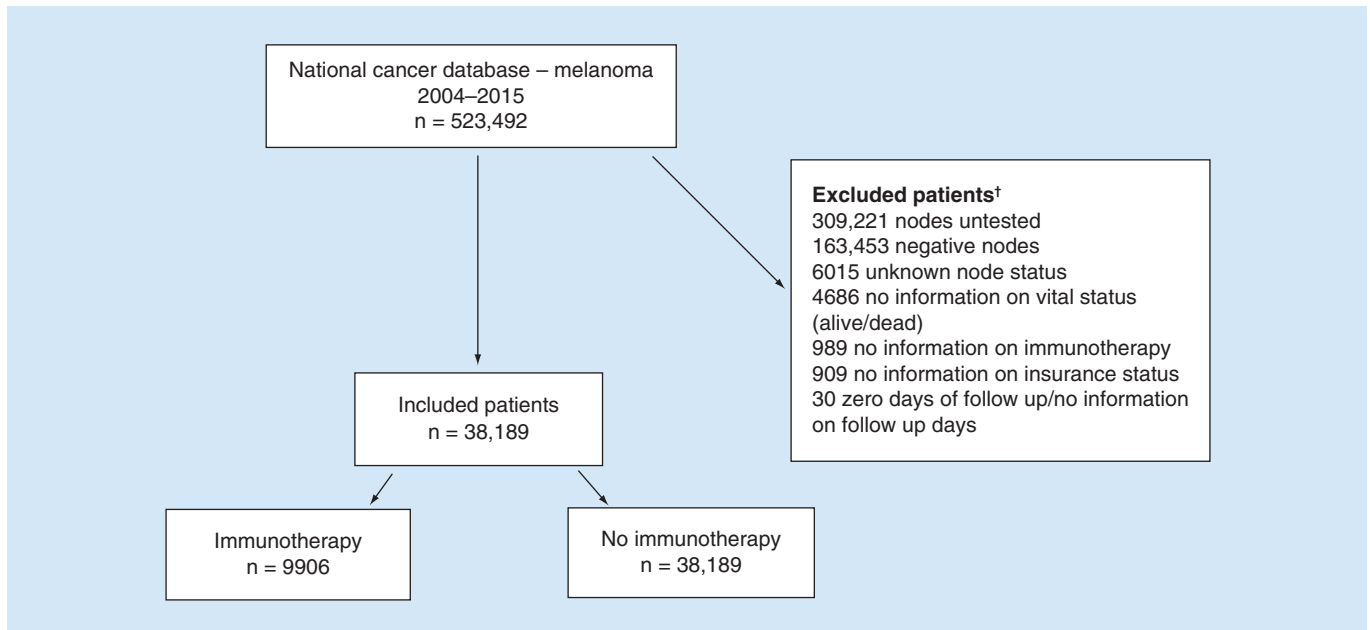 National cancer database – melanoma
2004–2015
n = 523,492
Excluded patients†
309,221 nodes untested
163,453 negative nodes
6015 unknown node status
4686 no information on vital status
(alive/dead)
989 no information on immunotherapy
909 no information on insurance status
30 zero days of follow up/no information
on follow up days
Included patients
n = 38,189
Immunotherapy
n = 9906
No immunotherapy
n = 38,189